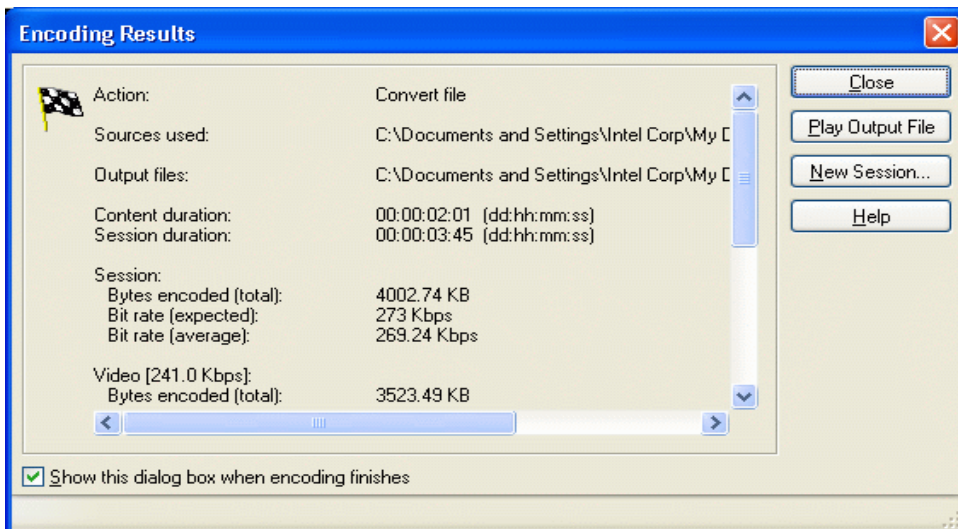 Encoding Results
Action: Convert file
Sources used: C:\Documents and Settings\Intel Corp\My
Output files: C:\Documents and Settings\Intel Corp\My
Content duration: 00:00:02:01 (dd:hh:mm:ss)
Session duration: 00:00:03:45 (dd:hh:mm:ss)
Session:
Bytes encoded (total): 4002.74 KB
Bit rate (expected): 273 Kbps
Bit rate (average): 269.24 Kbps
Video [241.0 Kbps]:
Bytes encoded (total): 3523.49 KB
Close
Play Output File
New Session...
Help
Show this dialog box when encoding finishes